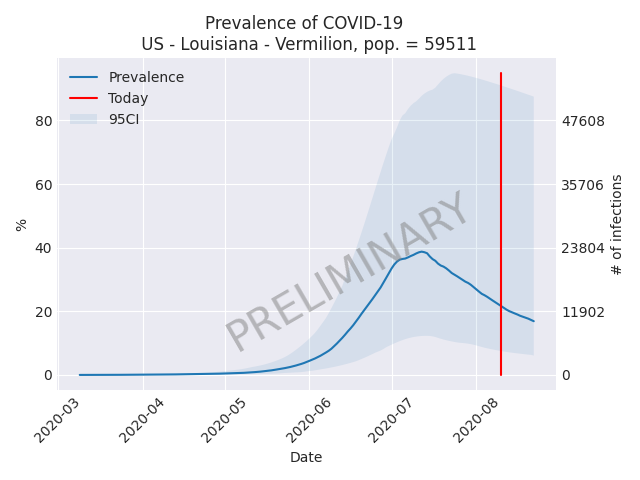 Prevalence of COVID-19
US - Louisiana - Vermilion, pop. = 59511
Prevalence
Today
95CI
80
60
40
20
0
%
47608
35706
23804
11902
0
# of infections
PRELIMINARY
2020-03
2020-04
2020-05
2020-06
2020-07
2020-08
Date